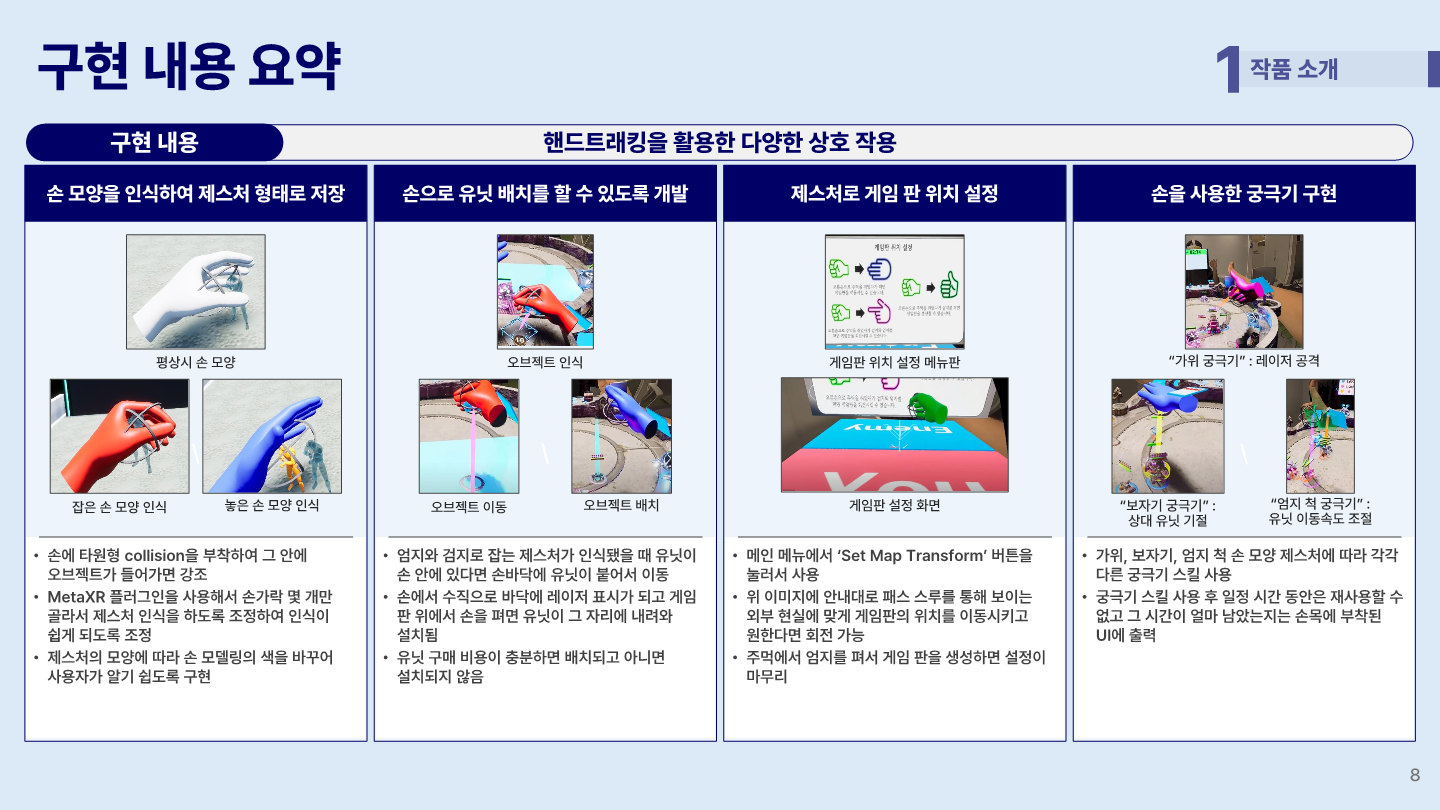 구현 내용 요약
1 작품 소개
구현 내용
핸드트래킹을 활용한 다양한 상호 작용
손 모양을 인식하여 제스처 형태로 저장
평상시 손 모양
잡은 손 모양 인식
놓은 손 모양 인식
• 손에 타원형 collision을 부착하여 그 안에
오브젝트가 들어가면 강조
• MetaXR 플러그인을 사용해서 손가락 몇 개만
골라서 제스처 인식을 하도록 조정하여 인식이
쉽게 되도록 조정
• 제스처의 모양에 따라 손 모델링의 색을 바꾸어
사용자가 알기 쉽도록 구현
손으로 유닛 배치를 할 수 있도록 개발
오브젝트 인식
오브젝트 이동
\
오브젝트 배치
• 엄지와 검지로 잡는 제스처가 인식됐을 때 유닛이
손 안에 있다면 손바닥에 유닛이 붙어서 이동
• 손에서 수직으로 바닥에 레이저 표시가 되고 게임
판 위에서 손을 펴면 유닛이 그 자리에 내려와
설치됨
• 유닛 구매 비용이 충분하면 배치되고 아니면
설치되지 않음
제스처로 게임 판 위치 설정
게임판 위치 설정
게임판 위치 설정 메뉴판
Enemy
You
게임판 설정 화면
• 메인 메뉴에서 ‘Set Map Transform’ 버튼을
눌러서 사용
• 위 이미지에 안내대로 패스 스루를 통해 보이는
외부 현실에 맞게 게임판의 위치를 이동시키고
원한다면 회전 가능
• 주먹에서 엄지를 펴서 게임 판을 생성하면 설정이
마무리
손을 사용한 궁극기 구현
“가위 궁극기” : 레이저 공격
“보자기 궁극기” :
상대 유닛 기절
\
“엄지 척 궁극기” :
유닛 이동속도 조절
• 가위, 보자기, 엄지 척 손 모양 제스처에 따라 각각
다른 궁극기 스킬 사용
• 궁극기 스킬 사용 후 일정 시간 동안은 재사용할 수
없고 그 시간이 얼마 남았는지는 손목에 부착된
UI에 출력
8